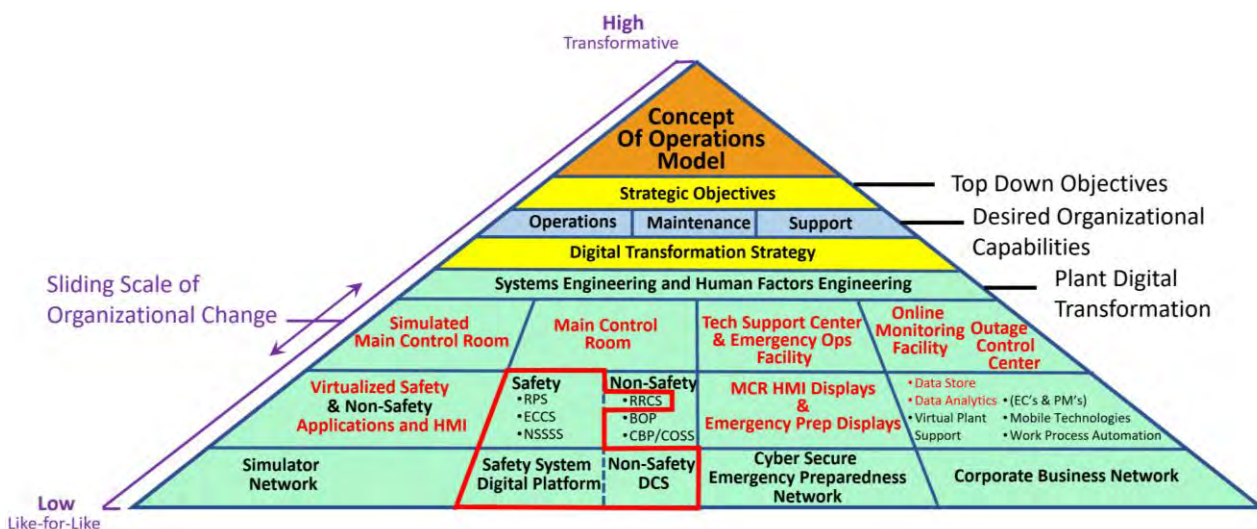 High
Transformative
Concept
Of Operations
Model
Strategic Objectives
Top Down Objectives
Operations
Maintenance
Support
Desired Organizational
Capabilities
Digital Transformation Strategy
Systems Engineering and Human Factors Engineering
Plant Digital
Transformation
Sliding Scale of
Organizational Change
Simulated
Main Control Room
Main Control
Room
Tech Support Center
& Emergency Ops
Facility
Online
Monitoring
Facility
Outage
Control
Center
Virtualized Safety
& Non-Safety
Applications and HMI
Safety
•RPS
•ECCS
•NSSSS
Non-Safety
•RRCS
•BOP
•CBP/COSS
MCR HMI Displays
&
Emergency Prep Displays
•Data Store
•Data Analytics
•Virtual Plant
Support
•(EC's & PM's)
•Mobile Technologies
•Work Process Automation
Simulator
Network
Safety System
Digital Platform
Non-Safety
DCS
Cyber Secure
Emergency Preparedness
Network
Corporate Business Network
Low
Like-for-Like